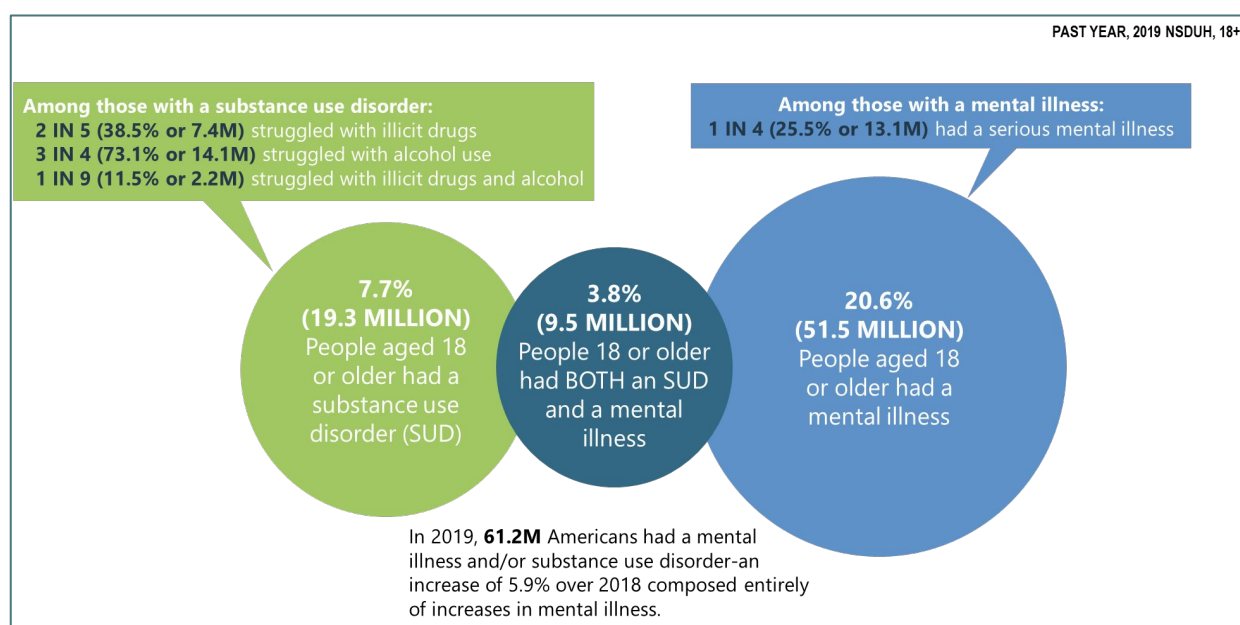 PAST YEAR, 2019 NSDUH, 18+
Among those with a substance use disorder:
2 IN 5 (38.5% or 7.4M) struggled with illicit drugs
3 IN 4 (73.1% or 14.1M) struggled with alcohol use
1 IN 9 (11.5% or 2.2M) struggled with illicit drugs and alcohol
Among those with a mental illness:
1 IN 4 (25.5% or 13.1M) had a serious mental illness
7.7%
(19.3 MILLION)
People aged 18
or older had a
substance use
disorder (SUD)
3.8%
(9.5 MILLION)
People 18 or older
had BOTH an SUD
and a mental
illness
20.6%
(51.5 MILLION)
People aged 18
or older had a
mental illness
In 2019, 61.2M Americans had a mental
illness and/or substance use disorder-an
increase of 5.9% over 2018 composed entirely
of increases in mental illness.